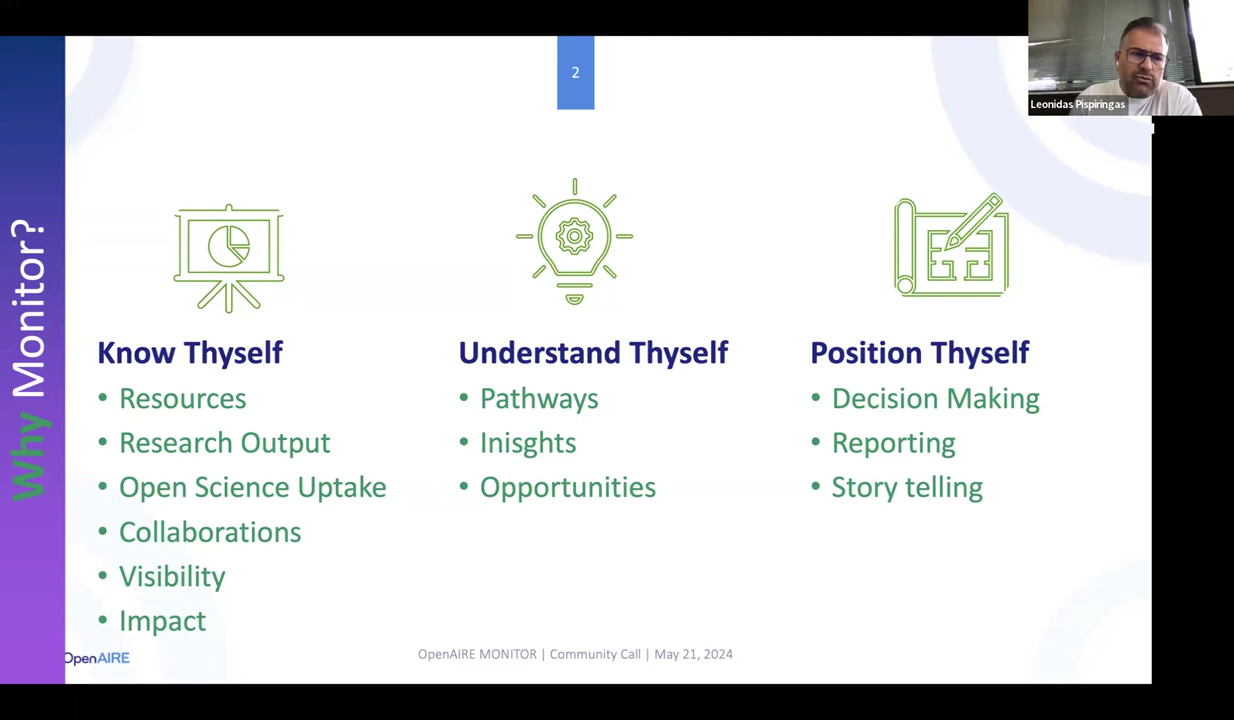 2
Leonidas Pispiringas
Why Monitor?
Know Thyself
• Resources
• Research Output
• Open Science Uptake
• Collaborations
• Visibility
• Impact
Understand Thyself
• Pathways
• Inisghts
• Opportunities
Position Thyself
• Decision Making
• Reporting
• Story telling
OpenAIRE
OpenAIRE MONITOR | Community Call | May 21, 2024